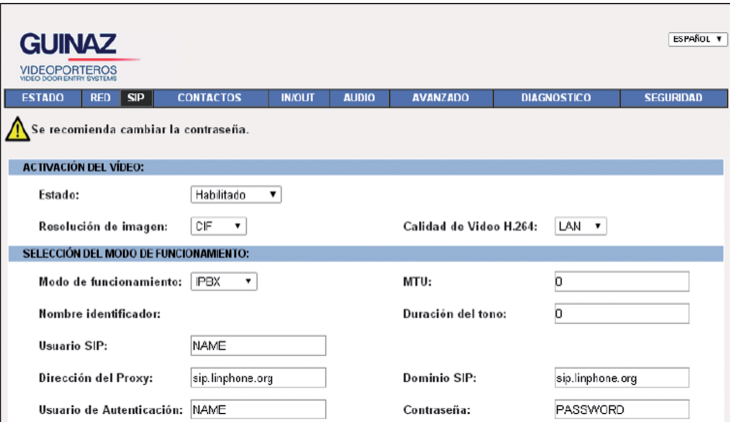 GUINAZ
ESPAÑOL
VIDEOPORTEROS
VIDEO DOOR ENTRY SYSTEMS
ESTADO RED SIP CONTACTOS IN/OUT AUDIO AVANZADO DIAGNOSTICO SEGURIDAD
Se recomienda cambiar la contraseña.
ACTIVACIÓN DEL VÍDEO:
Estado: Habilitado
Resolución de imagen: CIF Calidad de Video H.264: LAN
SELECCIÓN DEL MODO DE FUNCIONAMIENTO:
Modo de funcionamiento: IPBX MTU: 0
Nombre identificador: Duración del tono: 0
Usuario SIP: NAME
Dirección del Proxy: sip.linphone.org Dominio SIP: sip.linphone.org
Usuario de Autenticación: NAME Contraseña: PASSWORD